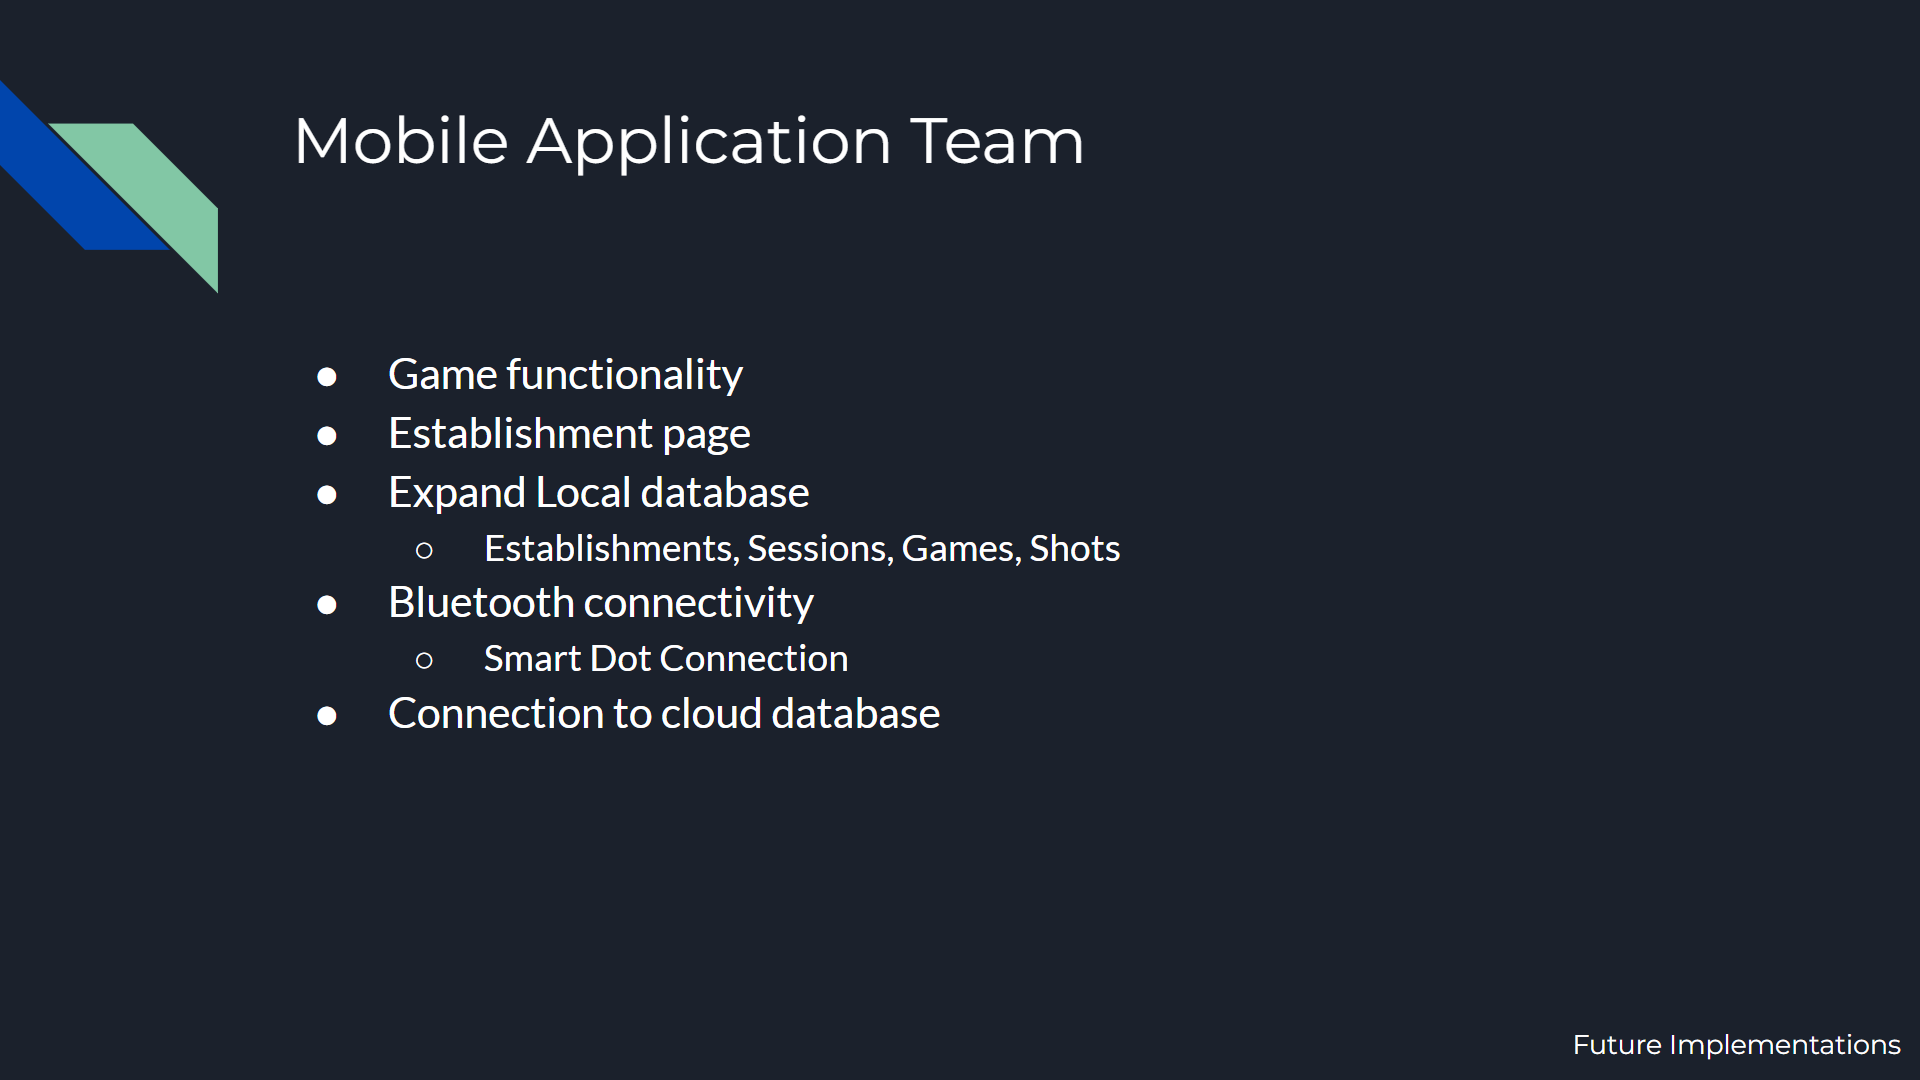 Mobile Application Team
● Game functionality
● Establishment page
● Expand Local database
○ Establishments, Sessions, Games, Shots
● Bluetooth connectivity
○ Smart Dot Connection
● Connection to cloud database
Future Implementations